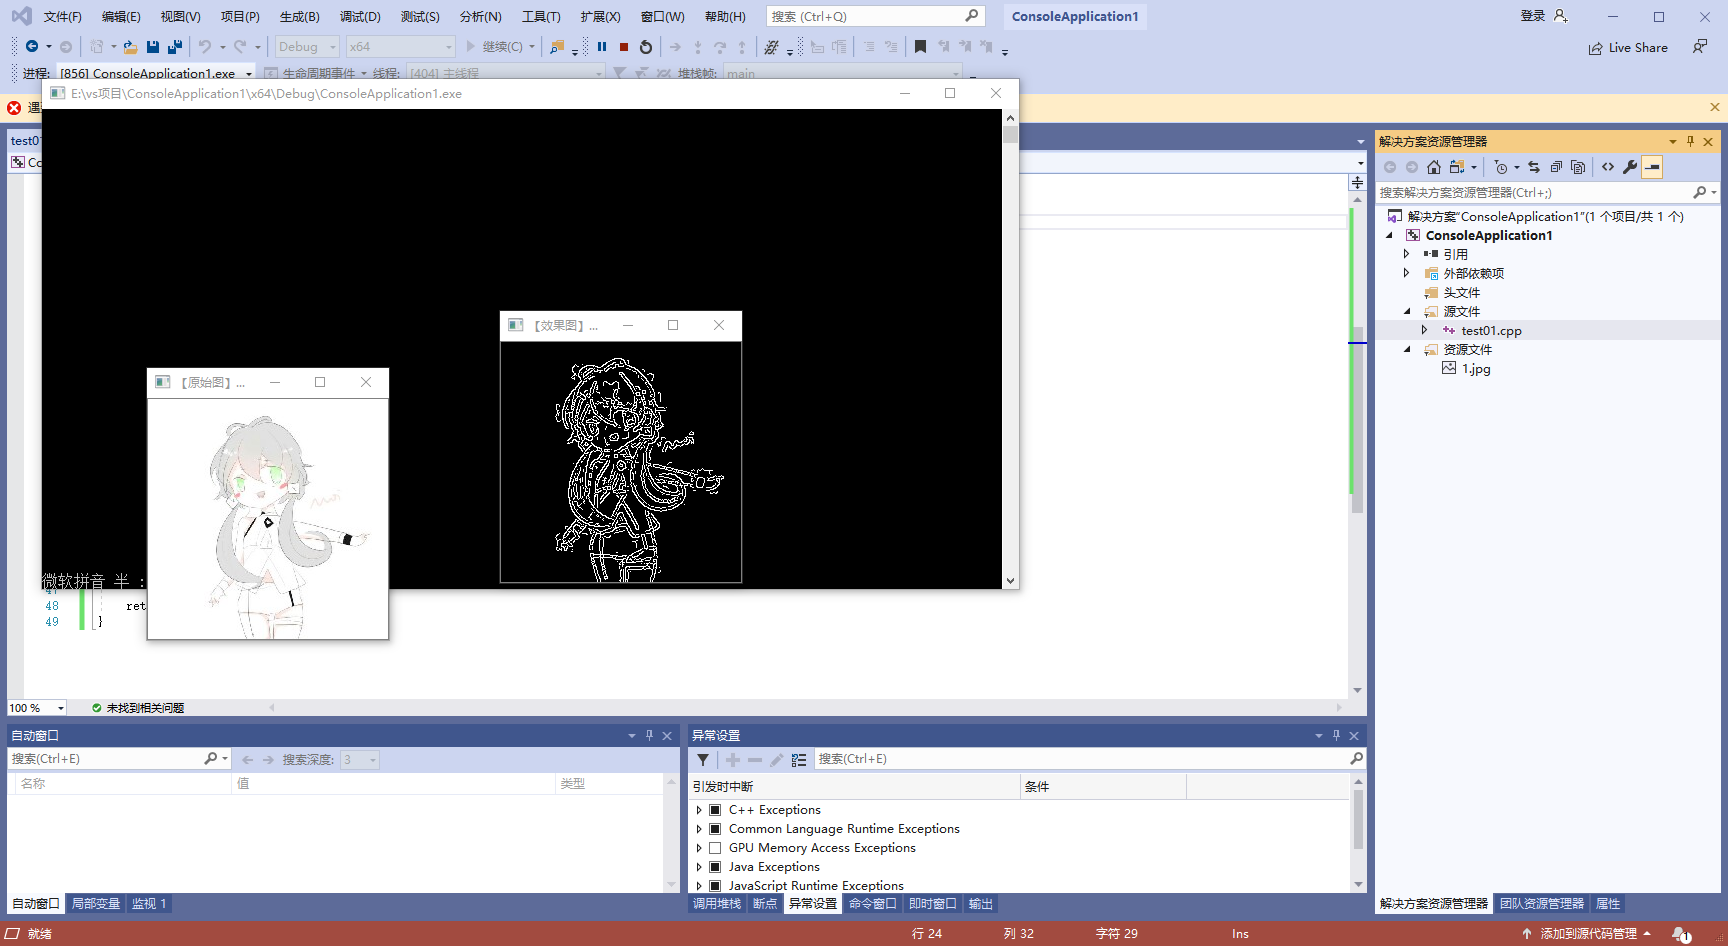 文件(F) 编辑(E) 视图(V) 项目(P) 生成(B) 调试(D) 测试(S) 分析(N) 工具(T) 扩展(X) 窗口(W) 帮助(H) 搜索 (Ctrl+Q) ConsoleApplication1 登录
Debug x64 继续(C) Live Share
进程: [856] ConsoleApplication1.exe 生命周期事件 线程: [404] 主线程 堆栈帧: main
E:\vs项目\ConsoleApplication1\x64\Debug\ConsoleApplication1.exe
test01
【效果图】...
【原始图】...
微软拼音 半 :
48 ret
49 }
100 % 未找到相关问题
解决方案资源管理器
搜索解决方案资源管理器(Ctrl+;)
解决方案"ConsoleApplication1"(1 个项目/共 1 个)
ConsoleApplication1
引用
外部依赖项
头文件
源文件
test01.cpp
资源文件
1.jpg
自动窗口
搜索(Ctrl+E) 搜索深度: 3
名称 值 类型
自动窗口 局部变量 监视 1
异常设置
搜索(Ctrl+E)
引发时中断 条件
C++ Exceptions
Common Language Runtime Exceptions
GPU Memory Access Exceptions
Java Exceptions
JavaScript Runtime Exceptions
调用堆栈 断点 异常设置 命令窗口 即时窗口 输出
解决方案资源管理器 团队资源管理器 属性
就绪 行 24 列 32 字符 29 Ins 添加到源代码管理 1